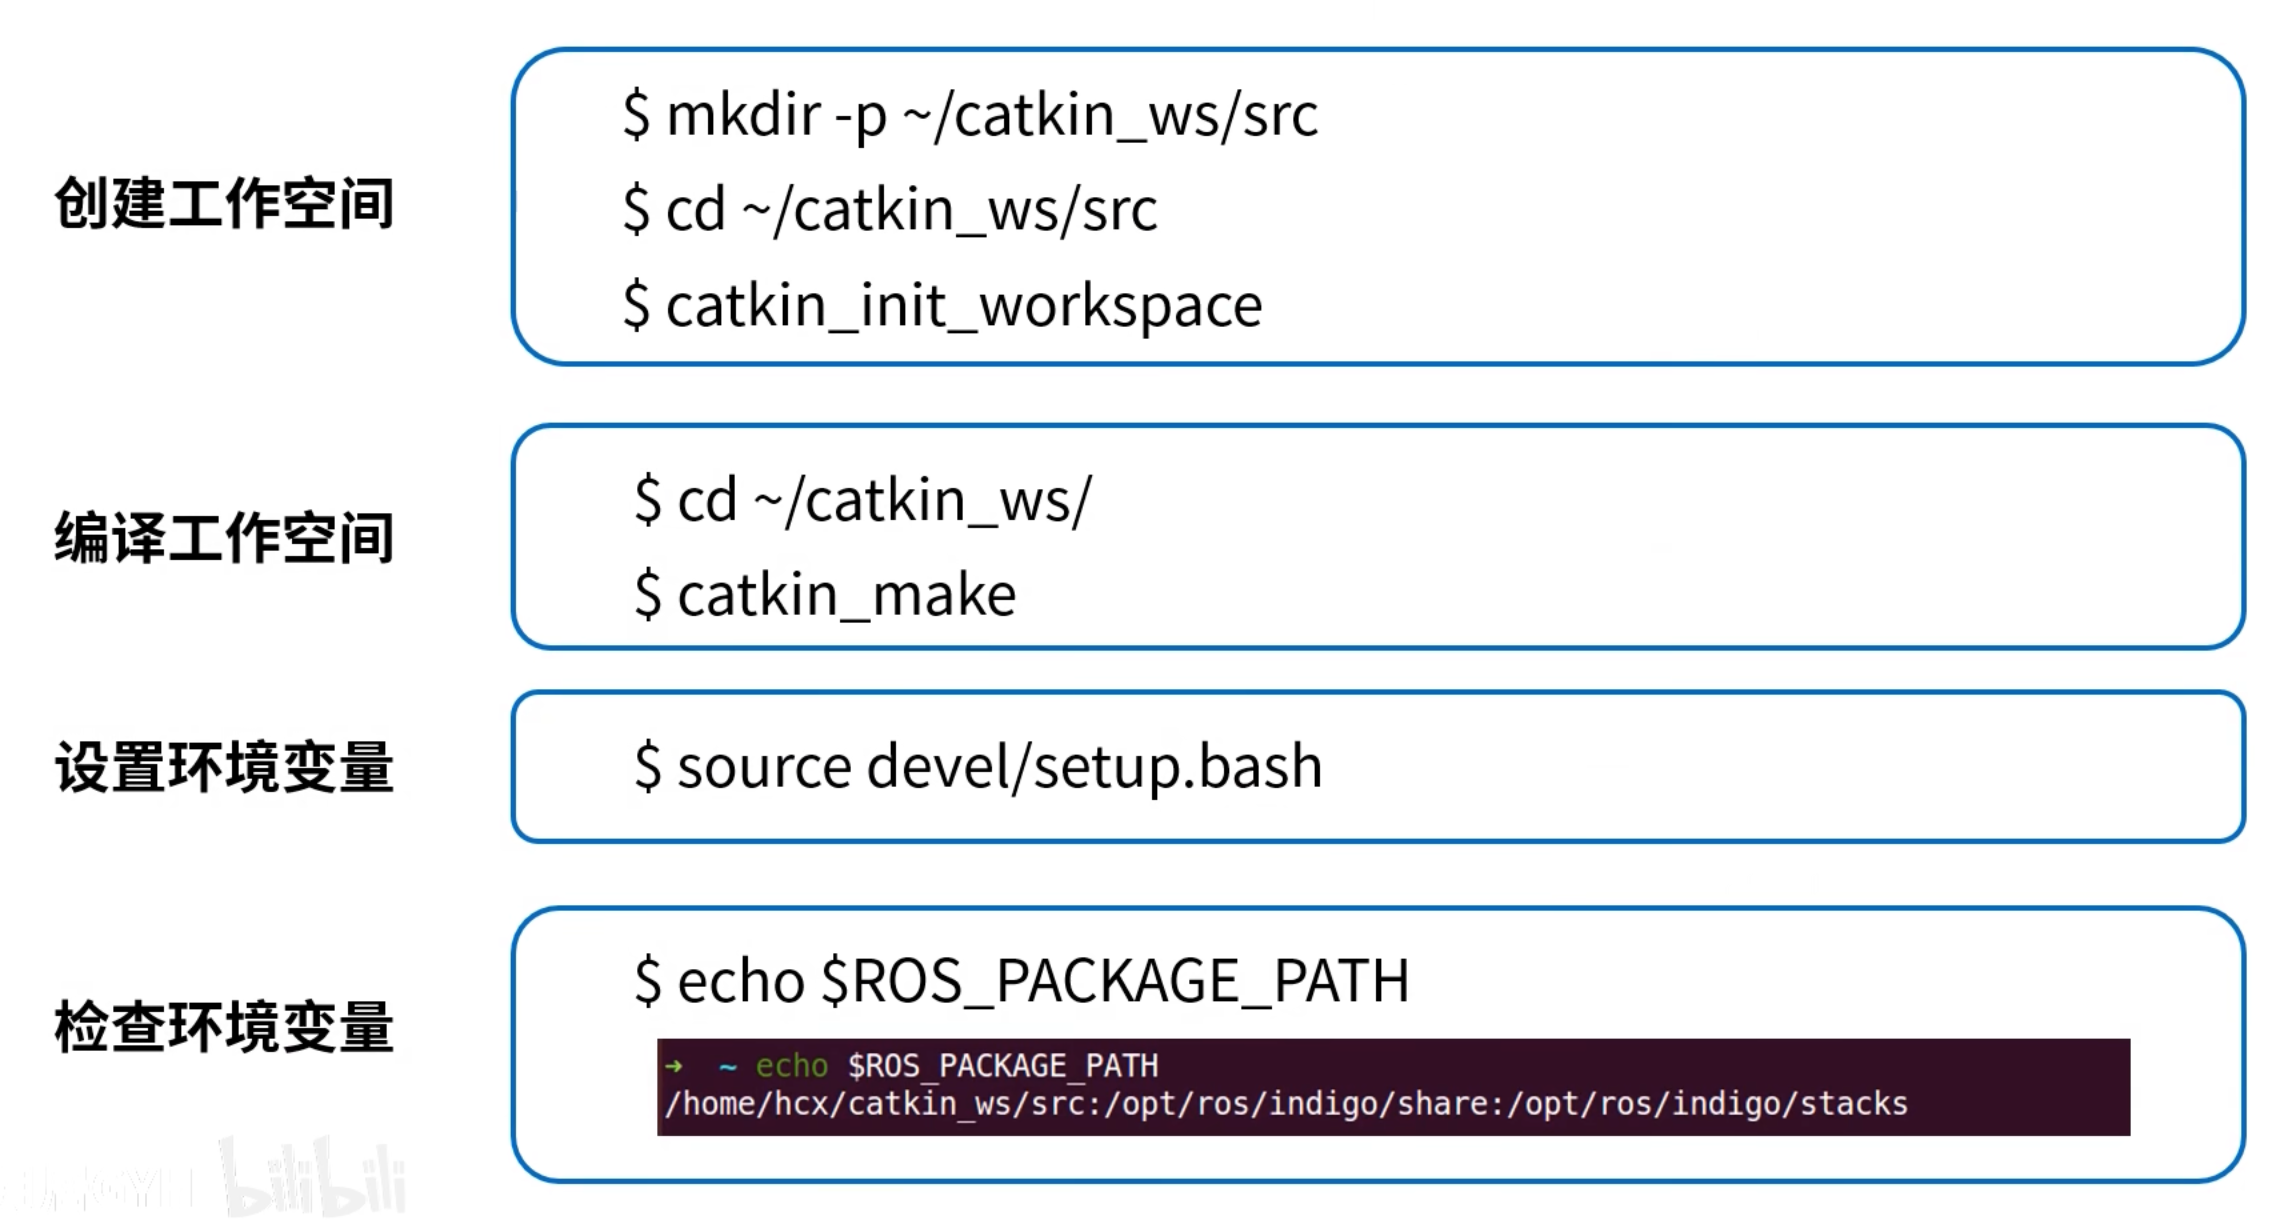 创建工作空间
$ mkdir -p ~/catkin_ws/src
$ cd ~/catkin_ws/src
$ catkin_init_workspace
编译工作空间
$ cd ~/catkin_ws/
$ catkin_make
设置环境变量
$ source devel/setup.bash
检查环境变量
$ echo $ROS_PACKAGE_PATH
→ ~ echo $ROS_PACKAGE_PATH
/home/hcx/catkin_ws/src:/opt/ros/indigo/share:/opt/ros/indigo/stacks
bilibili